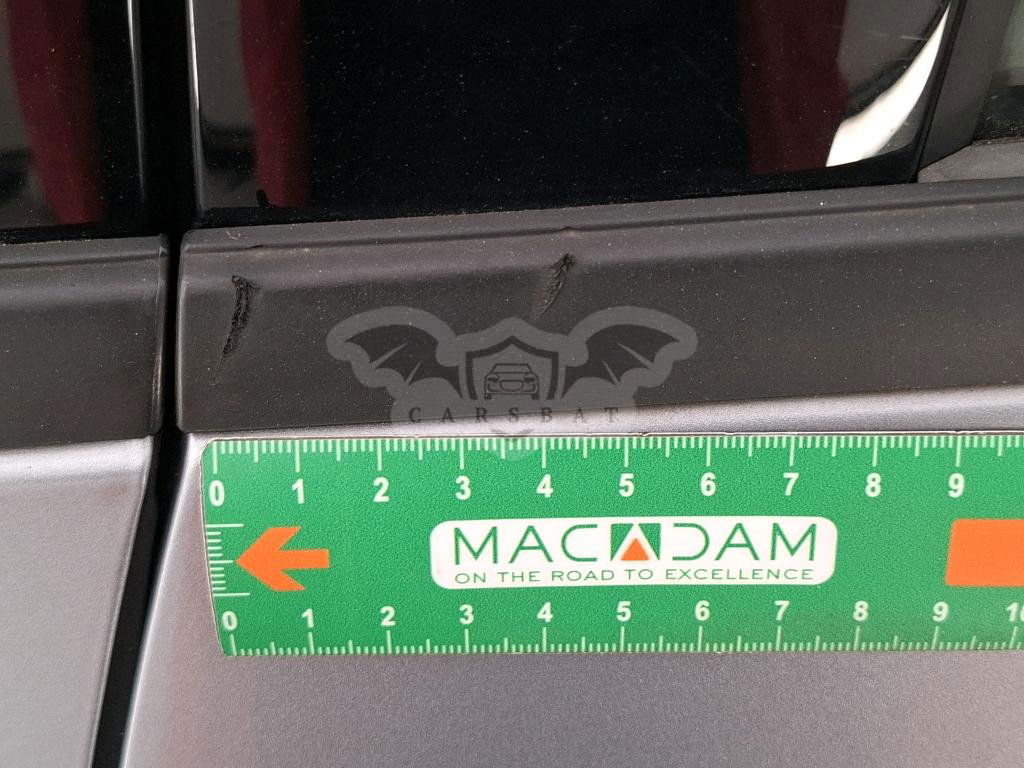 CARSBAT
0 1 2 3 4 5 6 7 8 9
MACADAM
ON THE ROAD TO EXCELLENCE
0 1 2 3 4 5 6 7 8 9 10